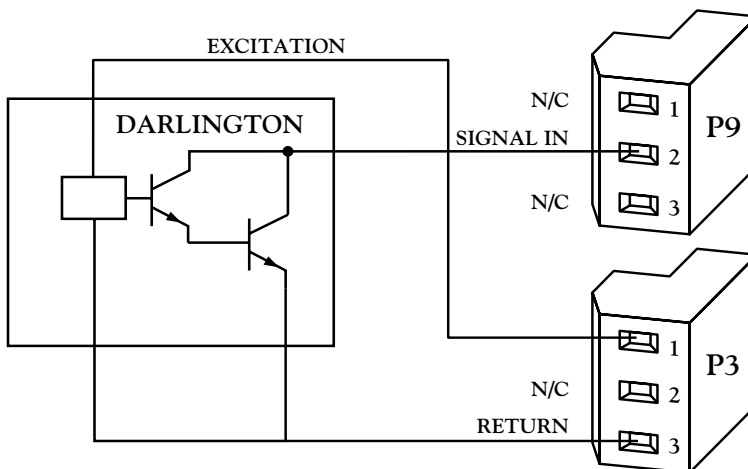 EXCITATION
DARLINGTON
N/C
1
P9
SIGNAL IN
2
N/C
3
1
P3
N/C
2
RETURN
3